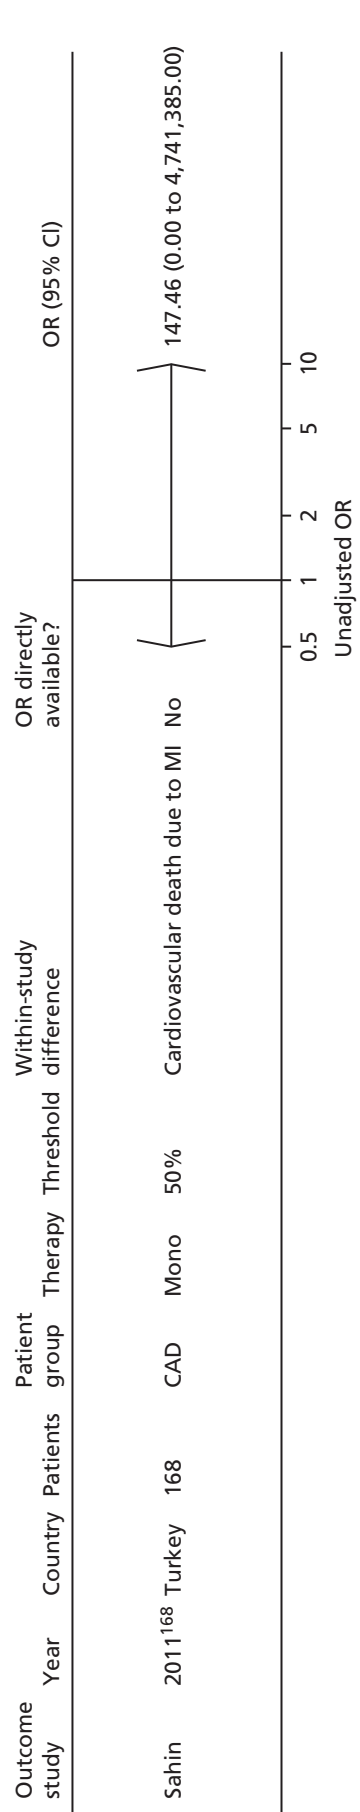 Outcome study Year Country Patients Patient group Therapy Threshold Within-study difference OR directly available? OR (95% CI)
Sahin 2011168 Turkey 168 CAD Mono 50% Cardiovascular death due to MI No 147.46 (0.00 to 4,741,385.00)
0.5 1 2 5 10
Unadjusted OR